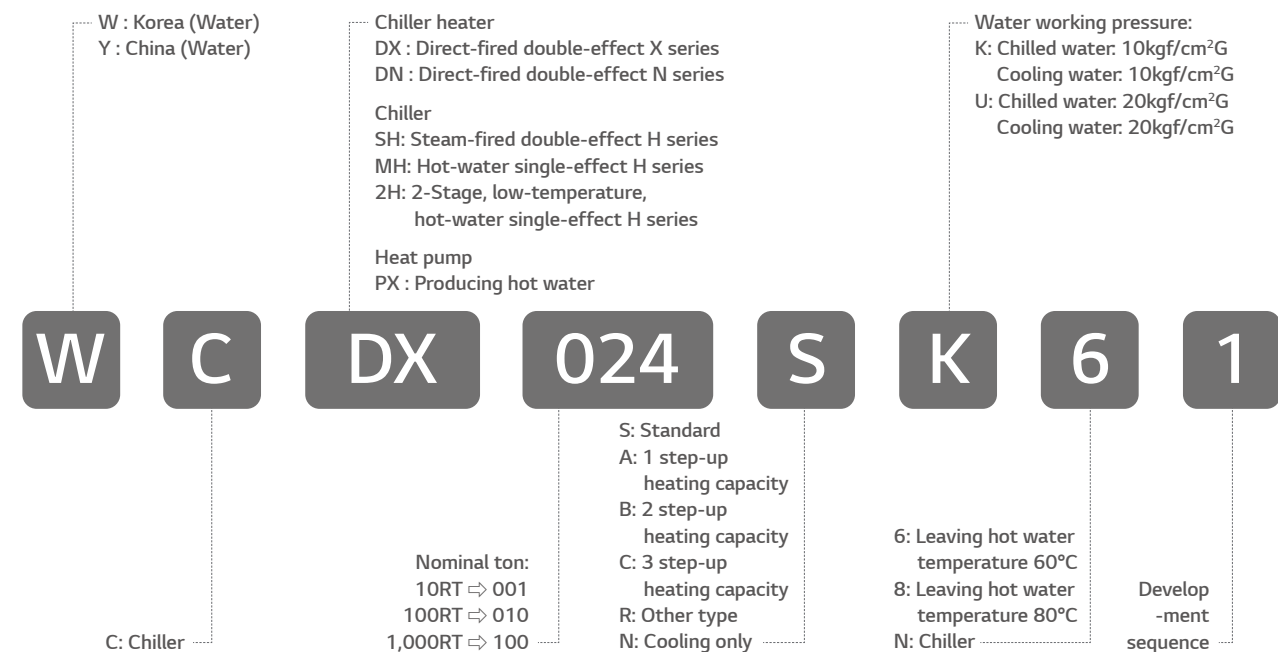 W : Korea (Water)
Y : China (Water)
Chiller heater
DX : Direct-fired double-effect X series
DN : Direct-fired double-effect N series
Chiller
SH: Steam-fired double-effect H series
MH: Hot-water single-effect H series
2H: 2-Stage, low-temperature,
hot-water single-effect H series
Heat pump
PX : Producing hot water
Water working pressure:
K: Chilled water: 10kgf/cm²G
Cooling water: 10kgf/cm²G
U: Chilled water: 20kgf/cm²G
Cooling water: 20kgf/cm²G
W C DX 024 S K 6 1
C: Chiller
Nominal ton:
10RT ⇨ 001
100RT ⇨ 010
1,000RT ⇨ 100
S: Standard
A: 1 step-up
heating capacity
B: 2 step-up
heating capacity
C: 3 step-up
heating capacity
R: Other type
N: Cooling only
6: Leaving hot water
temperature 60°C
8: Leaving hot water
temperature 80°C
N: Chiller
Develop
-ment
sequence